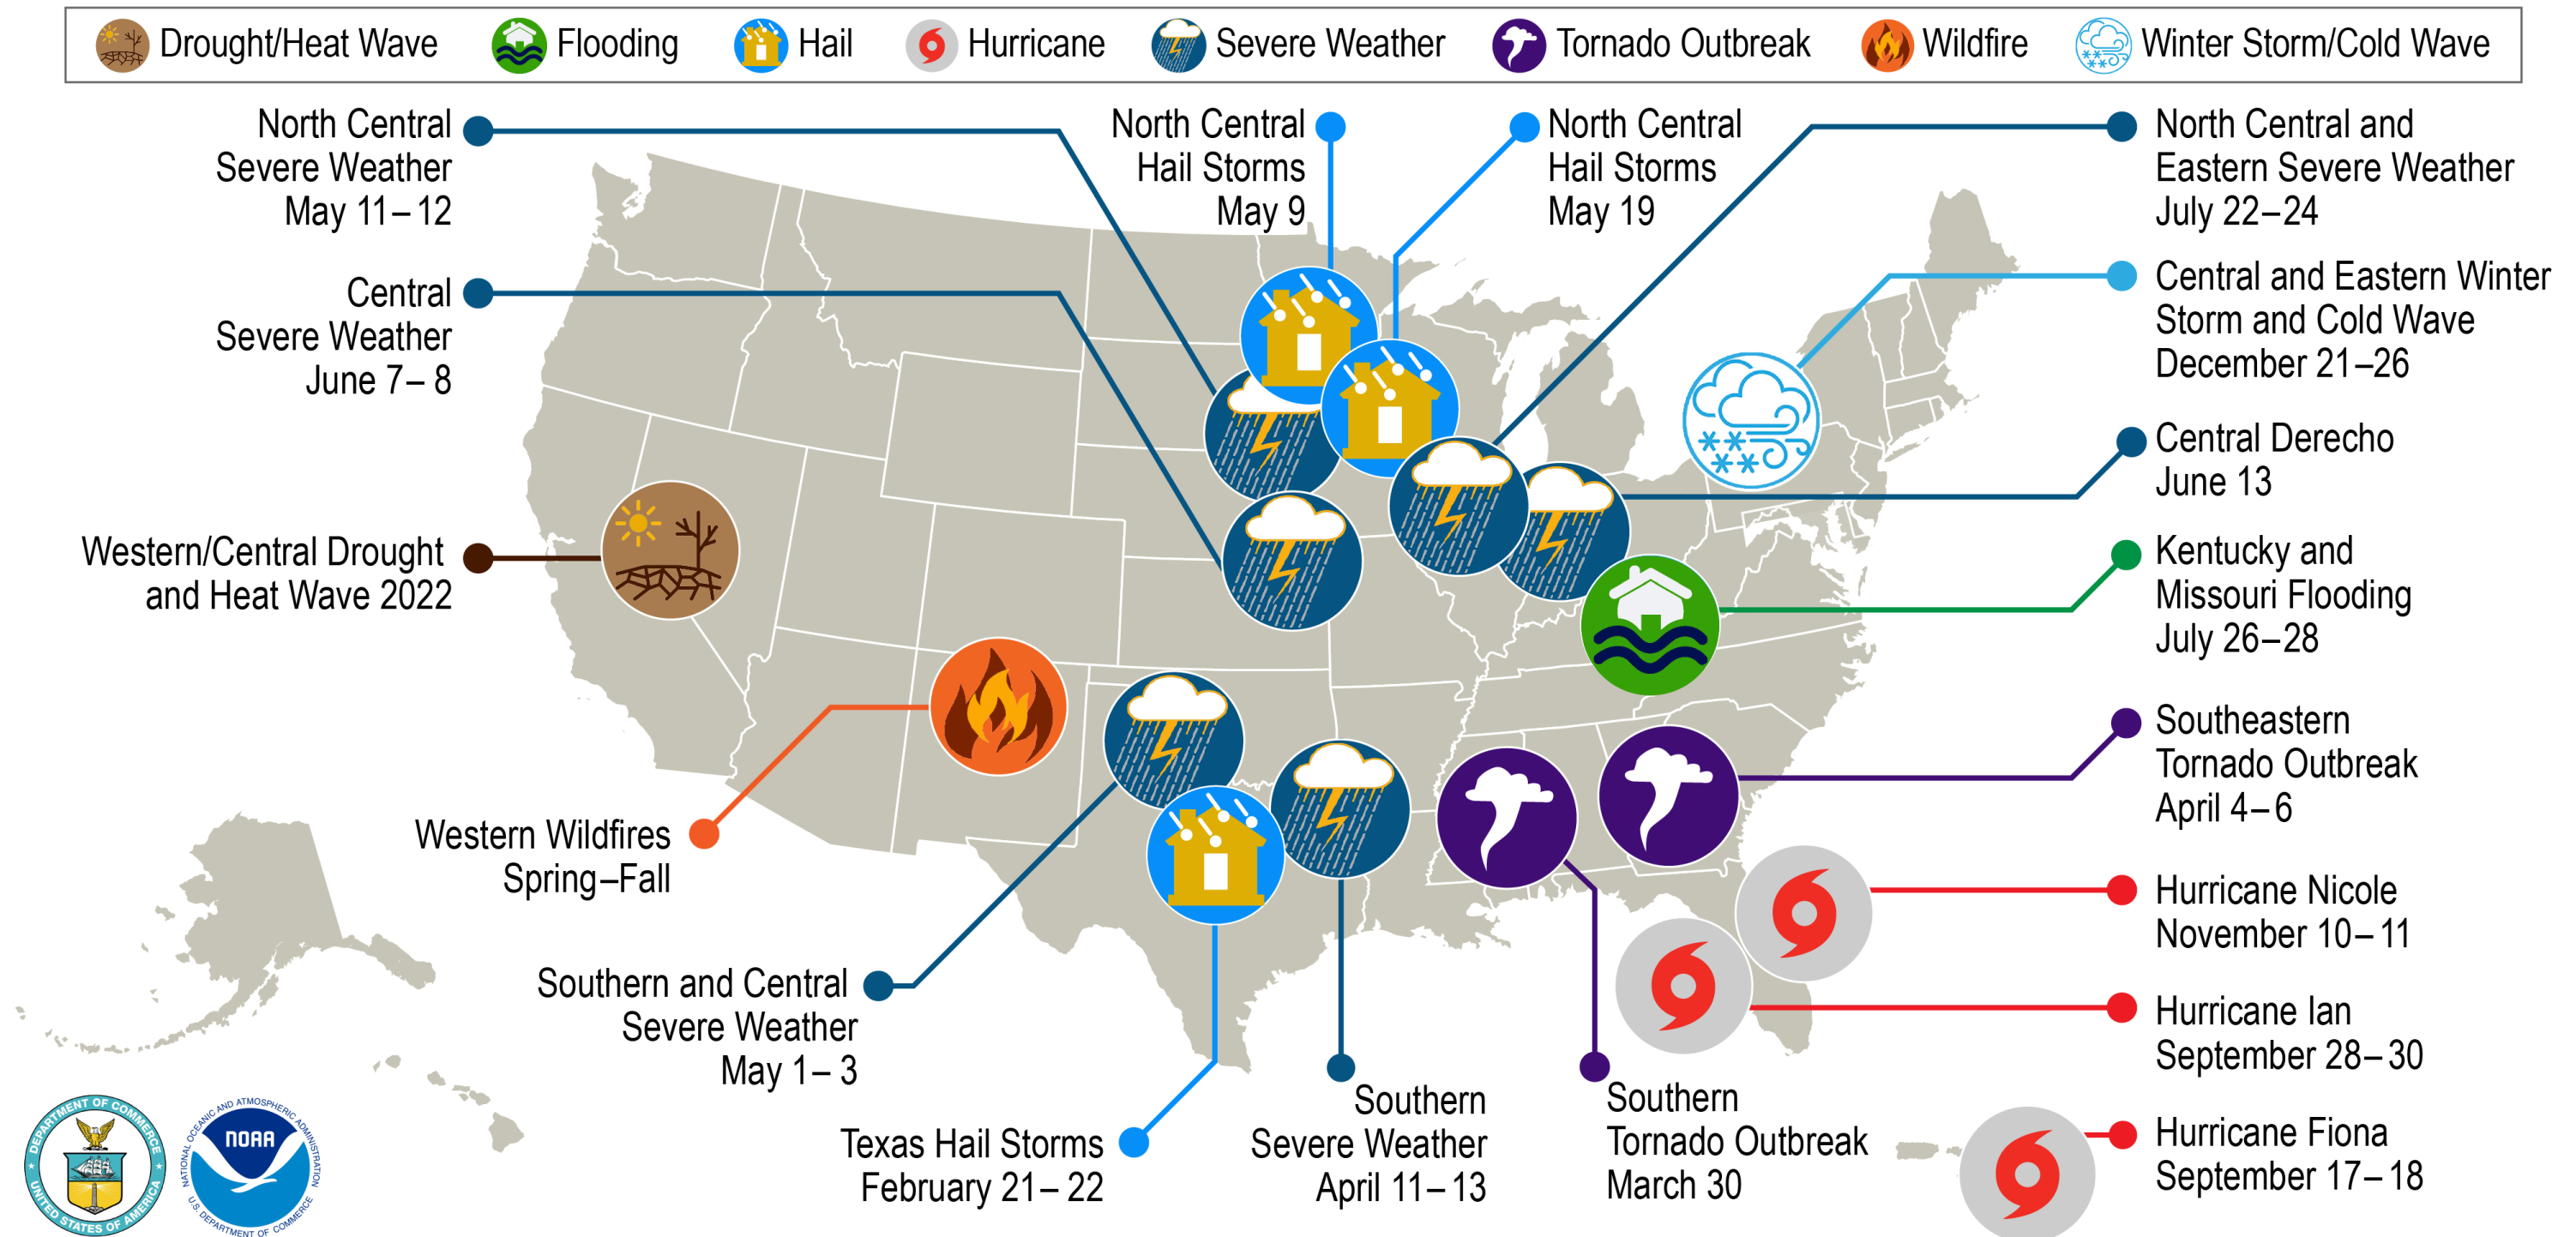 Drought/Heat Wave
Flooding
Hail
Hurricane
Severe Weather
Tornado Outbreak
Wildfire
Winter Storm/Cold Wave
North Central
Severe Weather
May 11–12
North Central
Hail Storms
May 9
North Central
Hail Storms
May 19
North Central and
Eastern Severe Weather
July 22–24
Central
Severe Weather
June 7–8
Central and Eastern Winter
Storm and Cold Wave
December 21–26
Central Derecho
June 13
Western/Central Drought
and Heat Wave 2022
Kentucky and
Missouri Flooding
July 26–28
Southeastern
Tornado Outbreak
April 4–6
Western Wildfires
Spring–Fall
Hurricane Nicole
November 10–11
Southern and Central
Severe Weather
May 1–3
Hurricane Ian
September 28–30
Texas Hail Storms
February 21–22
Southern
Severe Weather
April 11–13
Southern
Tornado Outbreak
March 30
Hurricane Fiona
September 17–18
DEPARTMENT OF COMMERCE
UNITED STATES OF AMERICA
NATIONAL OCEANIC AND ATMOSPHERIC ADMINISTRATION
NOAA
U.S. DEPARTMENT OF COMMERCE